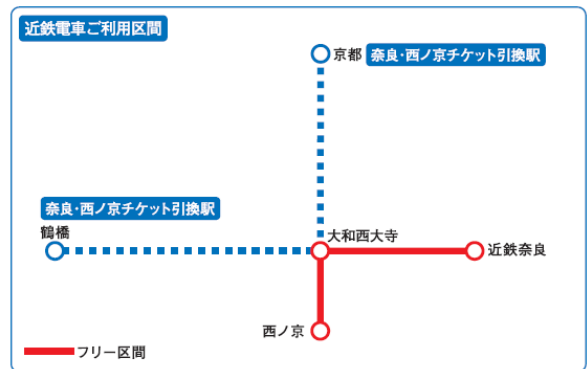 近鉄電車ご利用区間
京都 奈良・西ノ京チケット引換駅
奈良・西ノ京チケット引換駅
鶴橋
大和西大寺
近鉄奈良
西ノ京
フリー区間